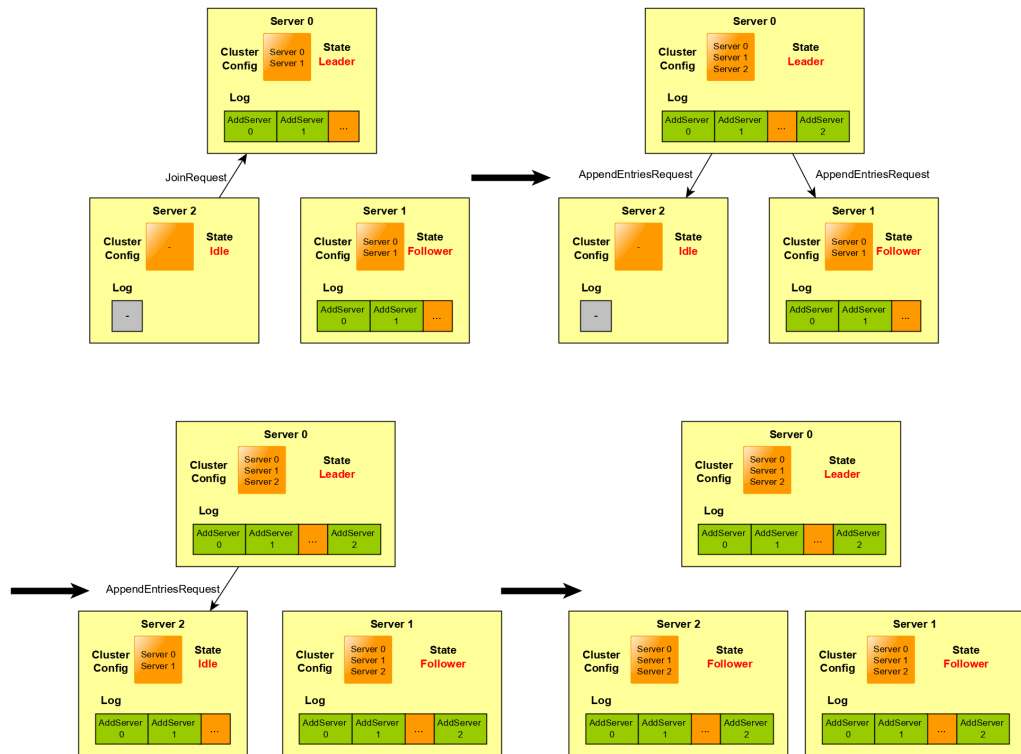 Server 0
Cluster
Config
Server 0
Server 1
State
Leader
Log
AddServer
0
AddServer
1
...
JoinRequest
Server 2
Cluster
Config
-
State
Idle
Log
-
Server 1
Cluster
Config
Server 0
Server 1
State
Follower
Log
AddServer
0
AddServer
1
...
Server 0
Cluster
Config
Server 0
Server 1
Server 2
State
Leader
Log
AddServer
0
AddServer
1
...
AddServer
2
AppendEntriesRequest
AppendEntriesRequest
Server 2
Cluster
Config
-
State
Idle
Log
-
Server 1
Cluster
Config
Server 0
Server 1
State
Follower
Log
AddServer
0
AddServer
1
...
Server 0
Cluster
Config
Server 0
Server 1
Server 2
State
Leader
Log
AddServer
0
AddServer
1
...
AddServer
2
AppendEntriesRequest
Server 2
Cluster
Config
Server 0
Server 1
State
Idle
Log
AddServer
0
AddServer
1
...
Server 1
Cluster
Config
Server 0
Server 1
Server 2
State
Follower
Log
AddServer
0
AddServer
1
...
AddServer
2
Server 0
Cluster
Config
Server 0
Server 1
Server 2
State
Leader
Log
AddServer
0
AddServer
1
...
AddServer
2
Server 2
Cluster
Config
Server 0
Server 1
Server 2
State
Follower
Log
AddServer
0
AddServer
1
...
AddServer
2
Server 1
Cluster
Config
Server 0
Server 1
Server 2
State
Follower
Log
AddServer
0
AddServer
1
...
AddServer
2